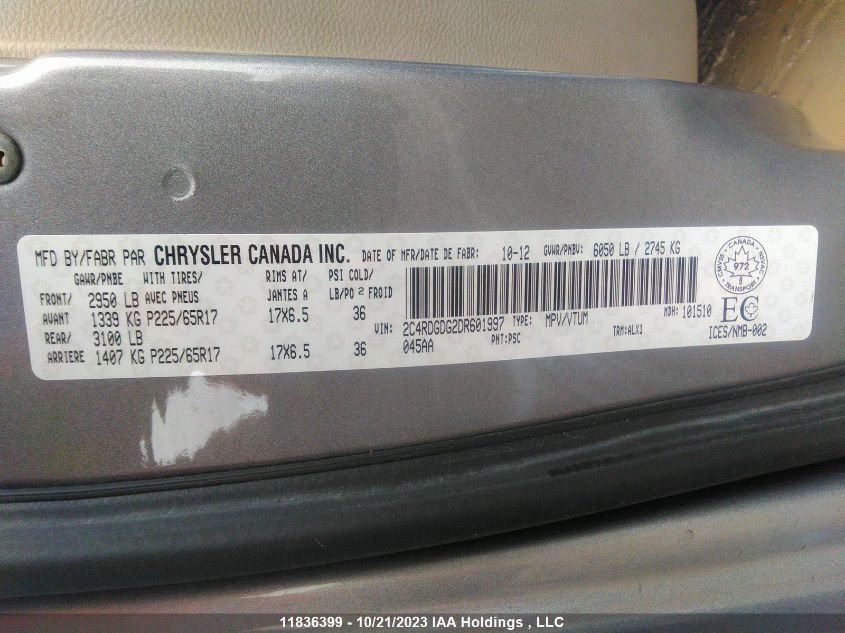 MFD BY/FABR PAR CHRYSLER CANADA INC. DATE OF MFR/DATE DE FABR: 10-12 GVWR/PNBV: 6050 LB / 2745 KG
GAWR/PNBE WITH TIRES/ RIMS AT/ PSI COLD/
FRONT/ 2950 LB AVEC PNEUS JANTES A LB/PO 2 FROID
AVANT 1339 KG P225/65R17 17X6.5 36
REAR/ 3100 LB
ARRIERE 1407 KG P225/65R17 17X6.5 36
VIN: 2C4RDGDG2DR601997 TYPE: MPV/VTUM MDH: 101510
045AA PNT:PSC TRM:ALX1 ICES/NMB-002
CANADA
CMVSS NSVAC
972
TRANSPORT
EC
11836399 - 10/21/2023 IAA Holdings , LLC